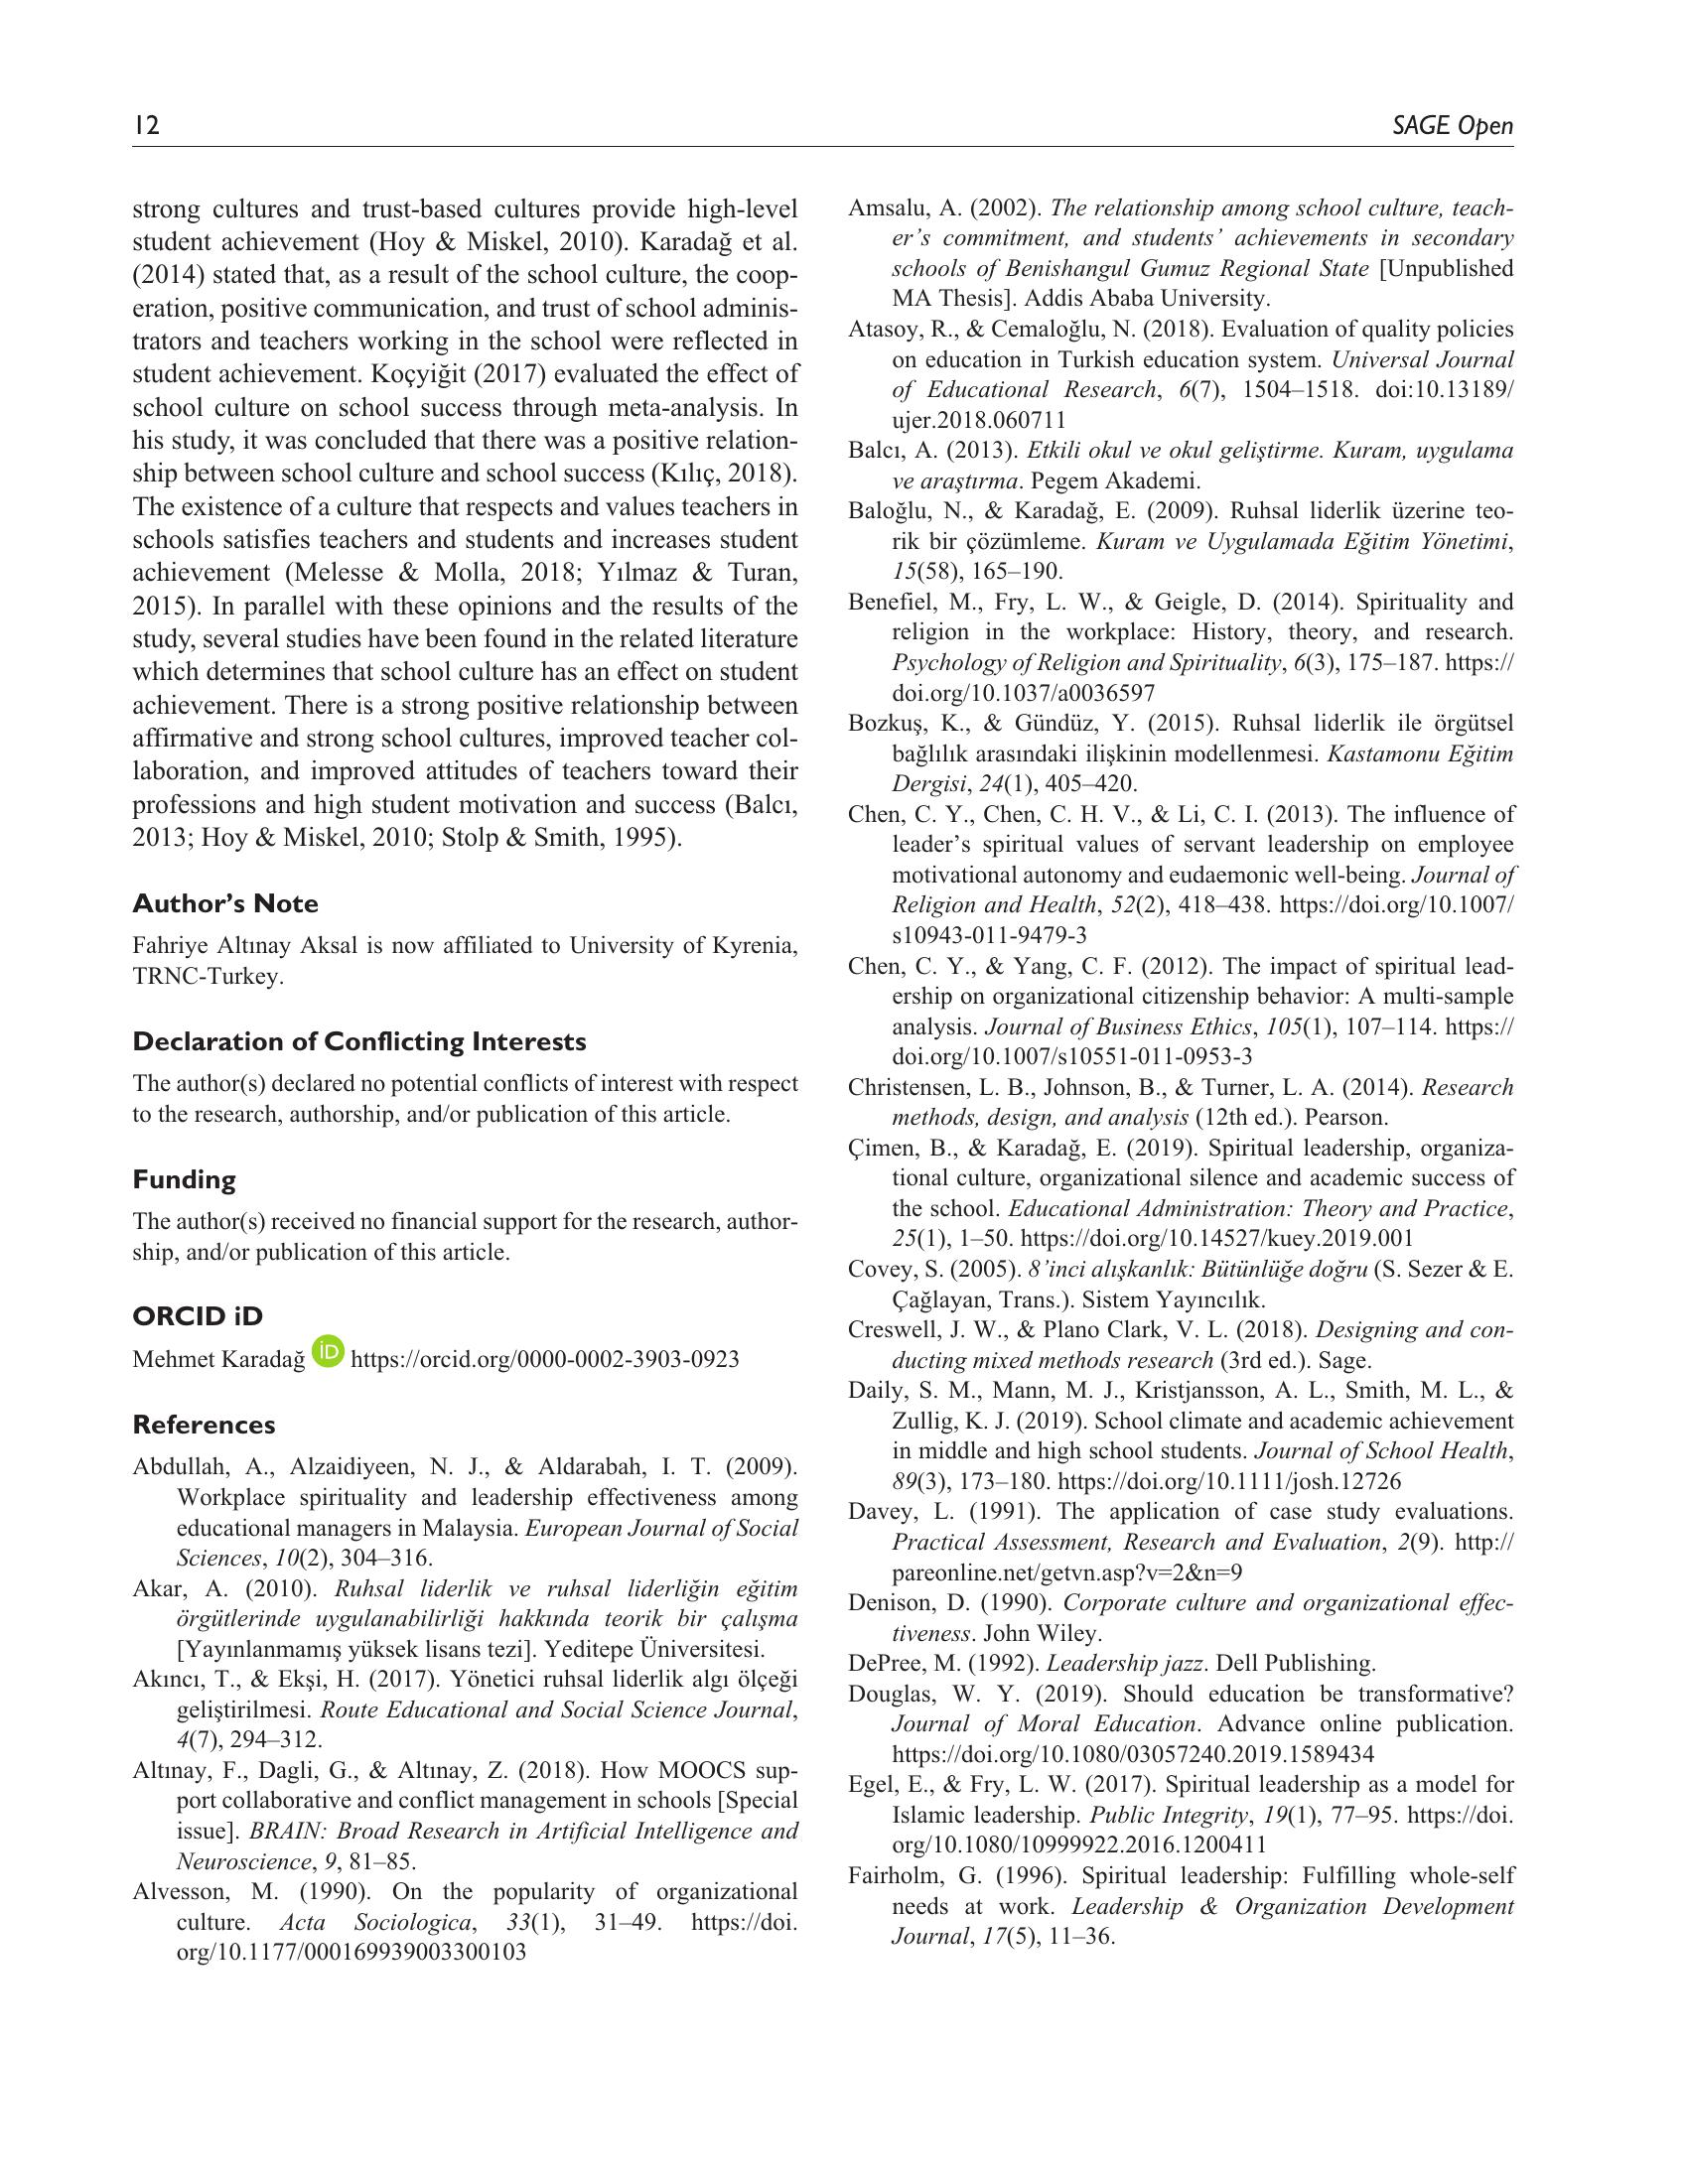 12
SAGE Open
strong cultures and trust-based cultures provide high-level
student achievement (Hoy & Miskel, 2010). Karadağ et al.
(2014) stated that, as a result of the school culture, the coop-
eration, positive communication, and trust of school adminis-
trators and teachers working in the school were reflected in
student achievement. Koçyiğit (2017) evaluated the effect of
school culture on school success through meta-analysis. In
his study, it was concluded that there was a positive relation-
ship between school culture and school success (Kılıç, 2018).
The existence of a culture that respects and values teachers in
schools satisfies teachers and students and increases student
achievement (Melesse & Molla, 2018; Yılmaz & Turan,
2015). In parallel with these opinions and the results of the
study, several studies have been found in the related literature
which determines that school culture has an effect on student
achievement. There is a strong positive relationship between
affirmative and strong school cultures, improved teacher col-
laboration, and improved attitudes of teachers toward their
professions and high student motivation and success (Balcı,
2013; Hoy & Miskel, 2010; Stolp & Smith, 1995).
Author's Note
Fahriye Altınay Aksal is now affiliated to University of Kyrenia,
TRNC-Turkey.
Declaration of Conflicting Interests
The author(s) declared no potential conflicts of interest with respect
to the research, authorship, and/or publication of this article.
Funding
The author(s) received no financial support for the research, author-
ship, and/or publication of this article.
ORCID iD
Mehmet Karadağ iD https://orcid.org/0000-0002-3903-0923
References
Abdullah, A., Alzaidiyeen, N. J., & Aldarabah, I. T. (2009).
Workplace spirituality and leadership effectiveness among
educational managers in Malaysia. European Journal of Social
Sciences, 10(2), 304–316.
Akar, A. (2010). Ruhsal liderlik ve ruhsal liderliğin eğitim
örgütlerinde uygulanabilirliği hakkında teorik bir çalışma
[Yayınlanmamış yüksek lisans tezi]. Yeditepe Üniversitesi.
Akıncı, T., & Ekşi, H. (2017). Yönetici ruhsal liderlik algı ölçeği
geliştirilmesi. Route Educational and Social Science Journal,
4(7), 294–312.
Altınay, F., Dagli, G., & Altınay, Z. (2018). How MOOCS sup-
port collaborative and conflict management in schools [Special
issue]. BRAIN: Broad Research in Artificial Intelligence and
Neuroscience, 9, 81–85.
Alvesson, M. (1990). On the popularity of organizational
culture. Acta Sociologica, 33(1), 31–49. https://doi.
org/10.1177/000169939003300103
Amsalu, A. (2002). The relationship among school culture, teach-
er's commitment, and students' achievements in secondary
schools of Benishangul Gumuz Regional State [Unpublished
MA Thesis]. Addis Ababa University.
Atasoy, R., & Cemaloğlu, N. (2018). Evaluation of quality policies
on education in Turkish education system. Universal Journal
of Educational Research, 6(7), 1504–1518. doi:10.13189/
ujer.2018.060711
Balcı, A. (2013). Etkili okul ve okul geliştirme. Kuram, uygulama
ve araştırma. Pegem Akademi.
Baloğlu, N., & Karadağ, E. (2009). Ruhsal liderlik üzerine teo-
rik bir çözümleme. Kuram ve Uygulamada Eğitim Yönetimi,
15(58), 165–190.
Benefiel, M., Fry, L. W., & Geigle, D. (2014). Spirituality and
religion in the workplace: History, theory, and research.
Psychology of Religion and Spirituality, 6(3), 175–187. https://
doi.org/10.1037/a0036597
Bozkuş, K., & Gündüz, Y. (2015). Ruhsal liderlik ile örgütsel
bağlılık arasındaki ilişkinin modellenmesi. Kastamonu Eğitim
Dergisi, 24(1), 405–420.
Chen, C. Y., Chen, C. H. V., & Li, C. I. (2013). The influence of
leader's spiritual values of servant leadership on employee
motivational autonomy and eudaemonic well-being. Journal of
Religion and Health, 52(2), 418–438. https://doi.org/10.1007/
s10943-011-9479-3
Chen, C. Y., & Yang, C. F. (2012). The impact of spiritual lead-
ership on organizational citizenship behavior: A multi-sample
analysis. Journal of Business Ethics, 105(1), 107–114. https://
doi.org/10.1007/s10551-011-0953-3
Christensen, L. B., Johnson, B., & Turner, L. A. (2014). Research
methods, design, and analysis (12th ed.). Pearson.
Çimen, B., & Karadağ, E. (2019). Spiritual leadership, organiza-
tional culture, organizational silence and academic success of
the school. Educational Administration: Theory and Practice,
25(1), 1–50. https://doi.org/10.14527/kuey.2019.001
Covey, S. (2005). 8'inci alışkanlık: Bütünlüğe doğru (S. Sezer & E.
Çağlayan, Trans.). Sistem Yayıncılık.
Creswell, J. W., & Plano Clark, V. L. (2018). Designing and con-
ducting mixed methods research (3rd ed.). Sage.
Daily, S. M., Mann, M. J., Kristjansson, A. L., Smith, M. L., &
Zullig, K. J. (2019). School climate and academic achievement
in middle and high school students. Journal of School Health,
89(3), 173–180. https://doi.org/10.1111/josh.12726
Davey, L. (1991). The application of case study evaluations.
Practical Assessment, Research and Evaluation, 2(9). http://
pareonline.net/getvn.asp?v=2&n=9
Denison, D. (1990). Corporate culture and organizational effec-
tiveness. John Wiley.
DePree, M. (1992). Leadership jazz. Dell Publishing.
Douglas, W. Y. (2019). Should education be transformative?
Journal of Moral Education. Advance online publication.
https://doi.org/10.1080/03057240.2019.1589434
Egel, E., & Fry, L. W. (2017). Spiritual leadership as a model for
Islamic leadership. Public Integrity, 19(1), 77–95. https://doi.
org/10.1080/10999922.2016.1200411
Fairholm, G. (1996). Spiritual leadership: Fulfilling whole-self
needs at work. Leadership & Organization Development
Journal, 17(5), 11–36.